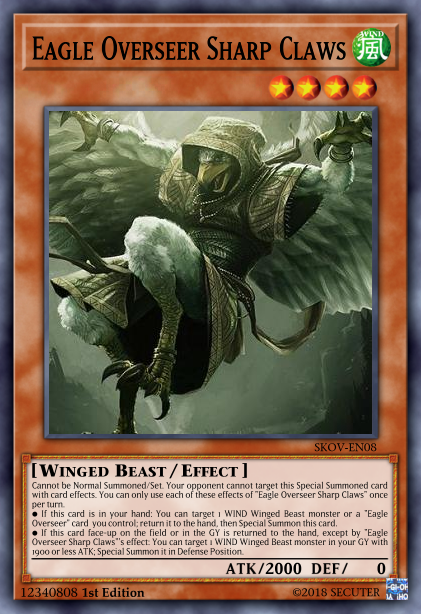 EAGLE OVERSEER SHARP CLAWS
WIND
風
SKOV-EN08
[WINGED BEAST / EFFECT]
Cannot be Normal Summoned/Set. Your opponent cannot target this Special Summoned card
with card effects. You can only use each of these effects of "Eagle Overseer Sharp Claws" once
per turn.
● If this card is in your hand: You can target 1 WIND Winged Beast monster or a "Eagle
Overseer" card you control; return it to the hand, then Special Summon this card.
● If this card face-up on the field or in the GY is returned to the hand, except by "Eagle
Overseer Sharp Claws"'s effect: You can target 1 WIND Winged Beast monster in your GY with
1900 or less ATK; Special Summon it in Defense Position.
ATK/2000 DEF/ 0
12340808 1st Edition
©2018 SECUTER